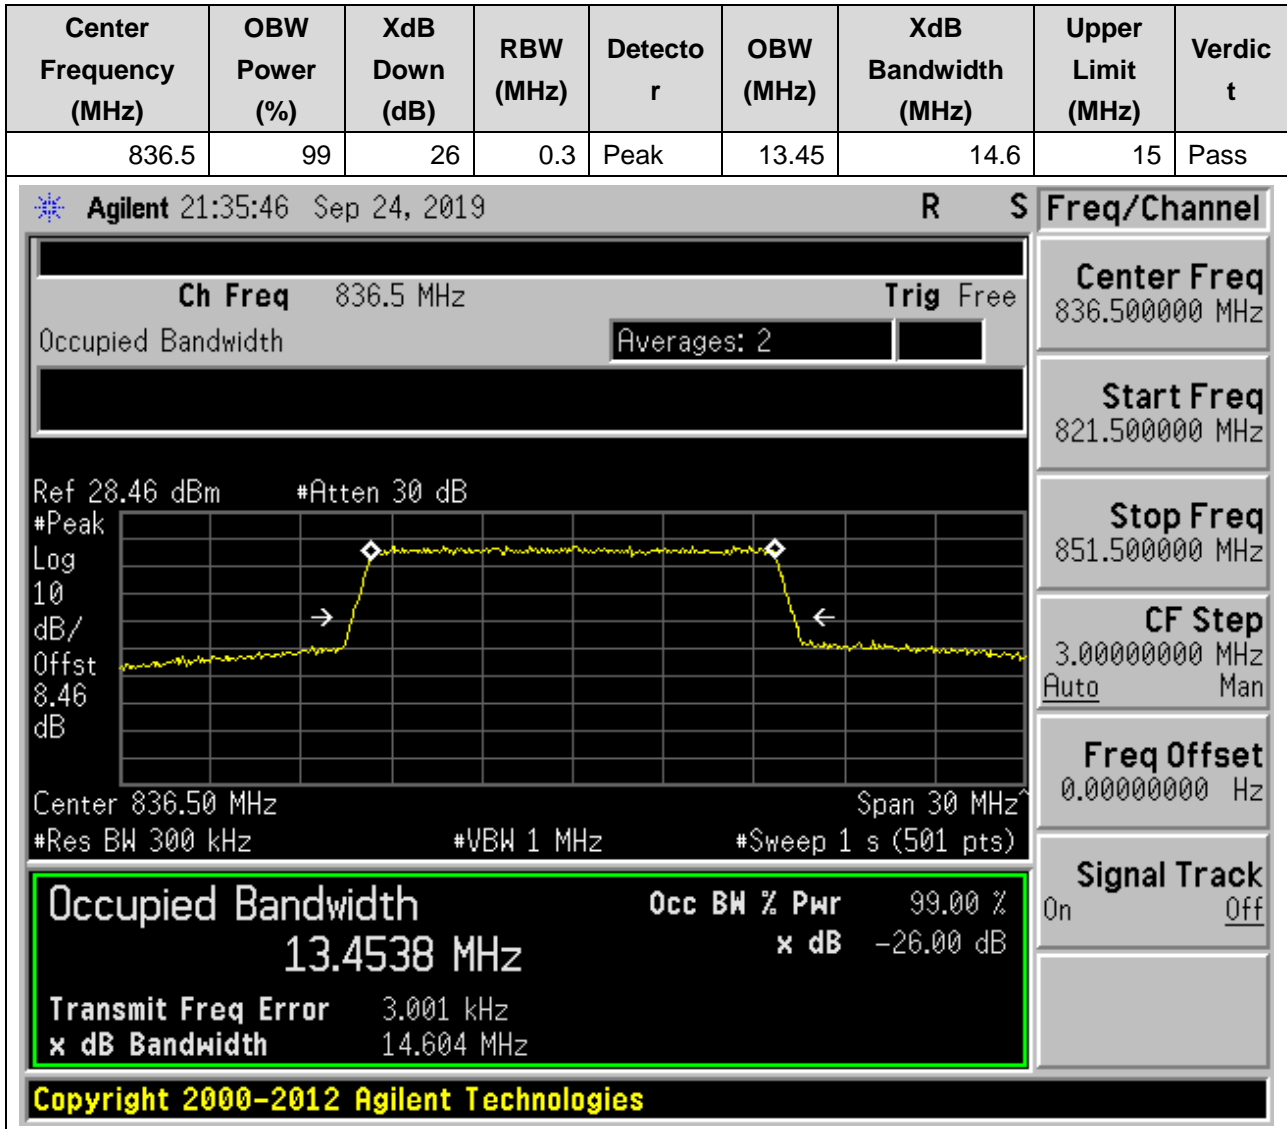 Center Frequency (MHz) OBW Power (%) XdB Down (dB) RBW (MHz) Detecto r OBW (MHz) XdB Bandwidth (MHz) Upper Limit (MHz) Verdic t
836.5 99 26 0.3 Peak 13.45 14.6 15 Pass
Agilent 21:35:46 Sep 24, 2019 R S
Freq/Channel
Ch Freq 836.5 MHz Trig Free
Occupied Bandwidth Averages: 2
Center Freq
836.500000 MHz
Start Freq
821.500000 MHz
Stop Freq
851.500000 MHz
CF Step
3.00000000 MHz
Auto Man
Freq Offset
0.00000000 Hz
Signal Track
On Off
Ref 28.46 dBm #Atten 30 dB
#Peak
Log
10
dB/
Offst
8.46
dB
Center 836.50 MHz Span 30 MHz^
#Res BW 300 kHz #VBW 1 MHz #Sweep 1 s (501 pts)
Occupied Bandwidth Occ BW % Pwr 99.00 %
13.4538 MHz x dB -26.00 dB
Transmit Freq Error 3.001 kHz
x dB Bandwidth 14.604 MHz
Copyright 2000-2012 Agilent Technologies